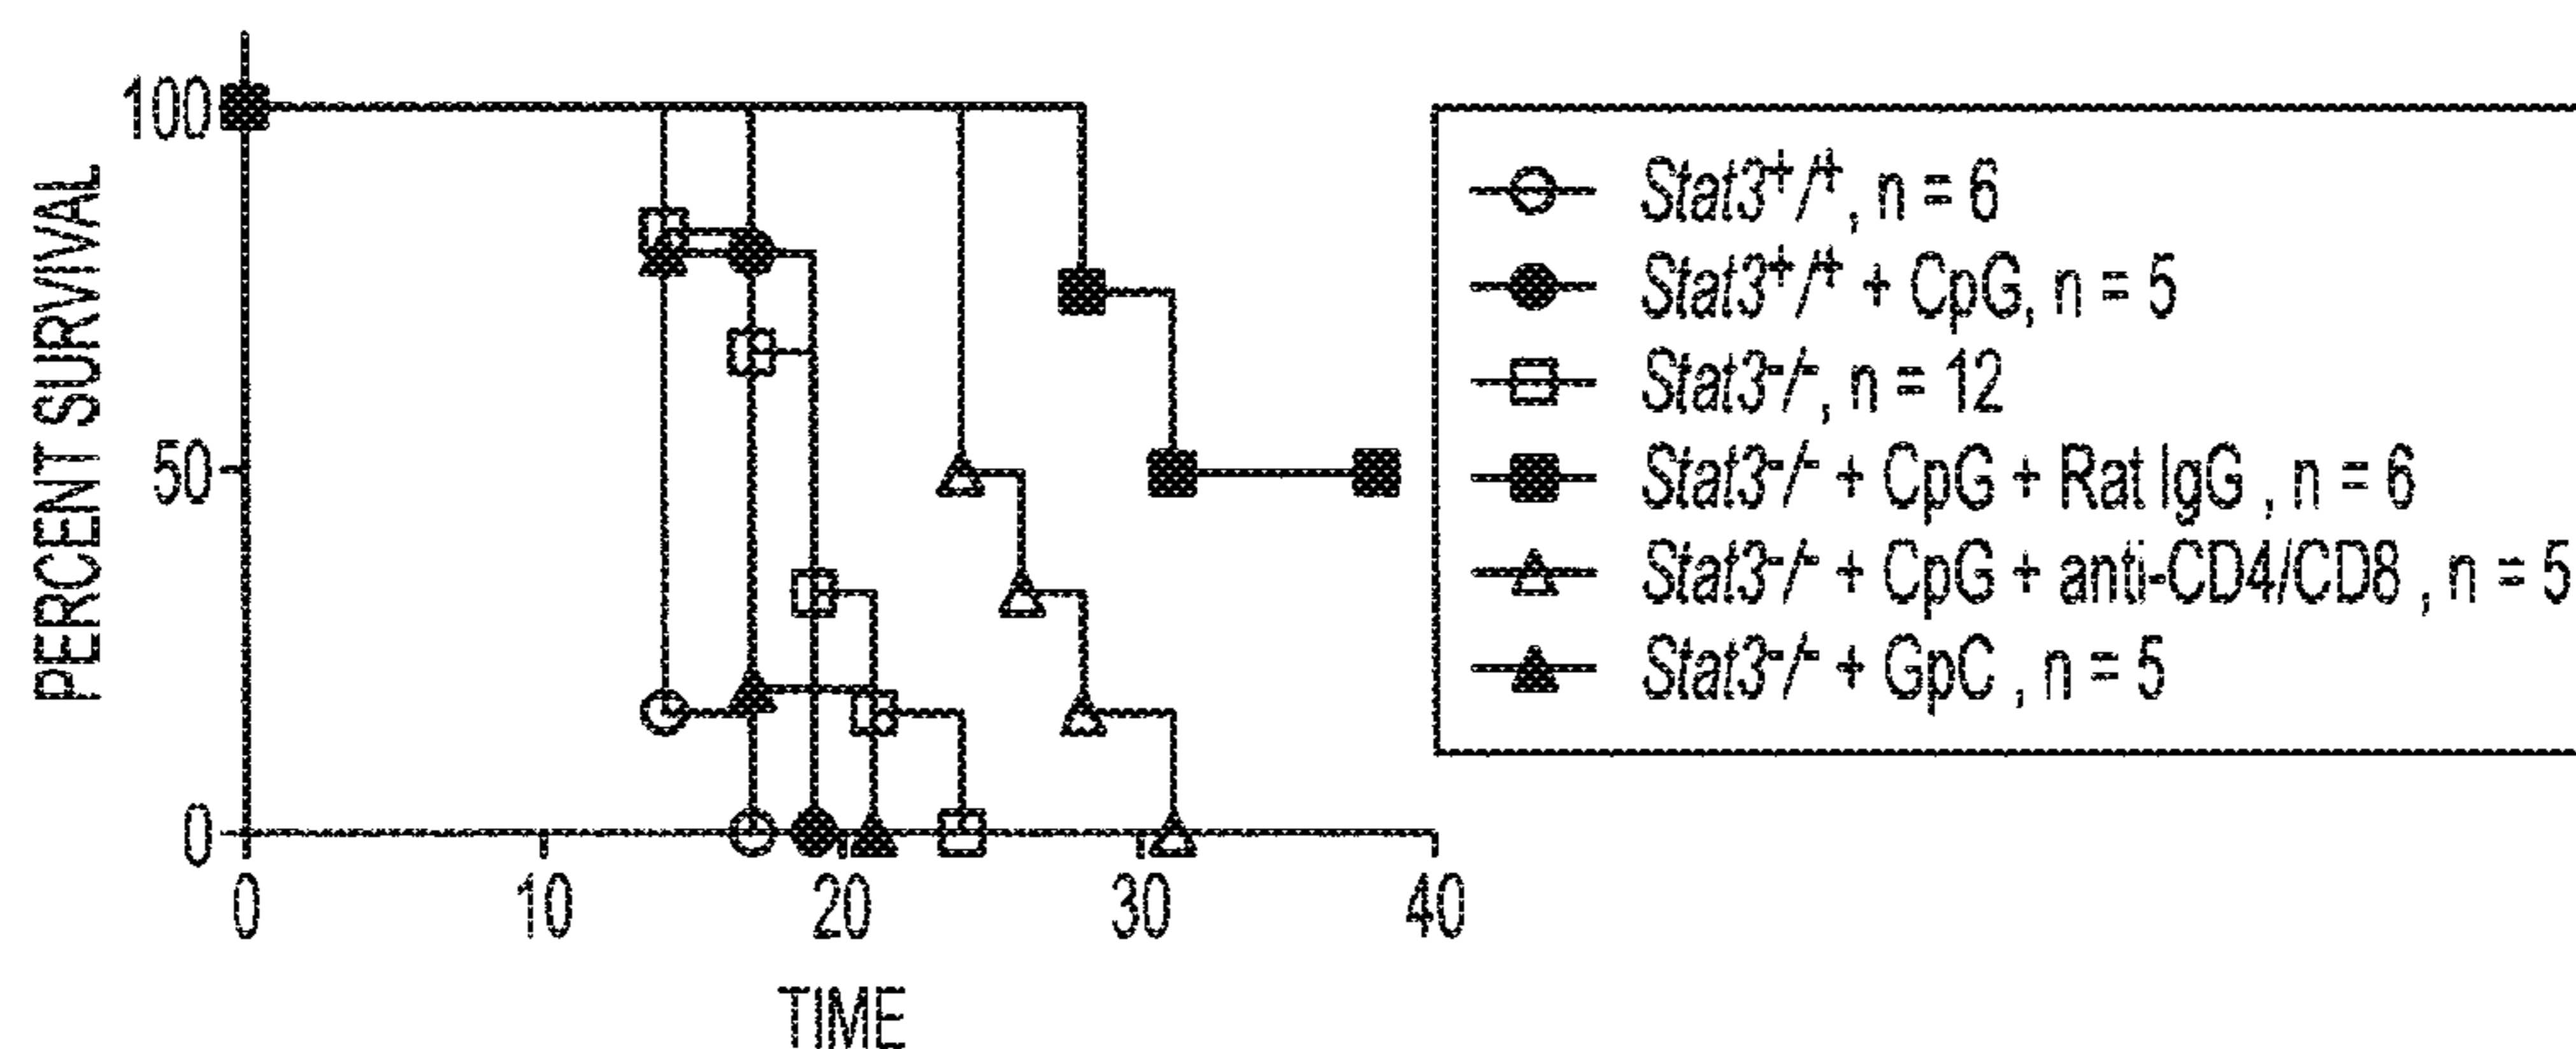 PERCENT SURVIVAL
100
50
0
0 10 20 30 40
TIME
Stat3+/+, n = 6
Stat3+/+ + CpG, n = 5
Stat3-/-, n = 12
Stat3-/- + CpG + Rat IgG , n = 6
Stat3-/- + CpG + anti-CD4/CD8 , n = 5
Stat3-/- + GpC , n = 5